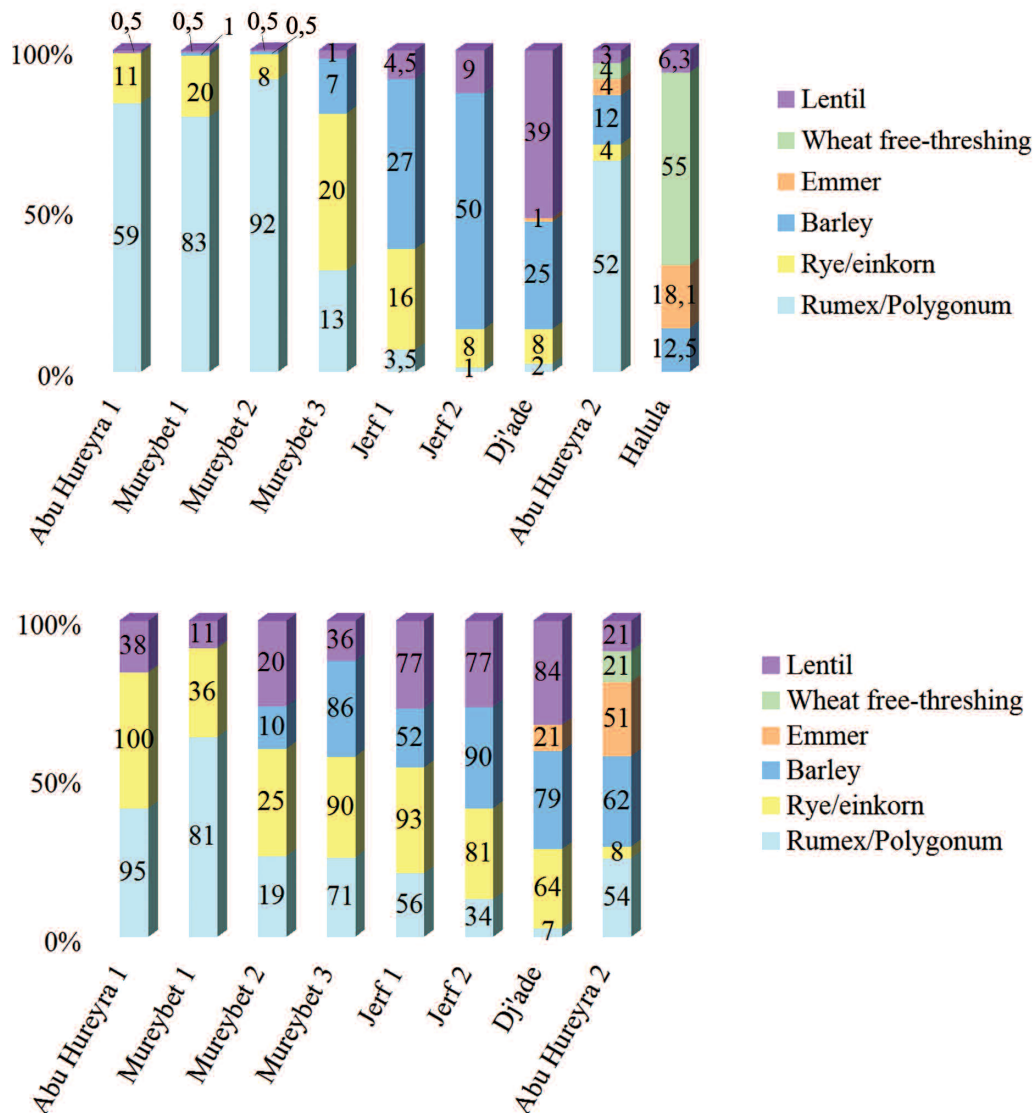 0,5 0,5 1 0,5 0,5
100%
50%
0%
11
59
20
83
8
92
1
7
20
13
4,5
27
16
3,5
9
50
8
1
39
1
25
8
2
3
4
4
12
4
52
6,3
55
18,1
12,5
Abu Hureyra 1
Mureybet 1
Mureybet 2
Mureybet 3
Jerf 1
Jerf 2
Dj'ade
Abu Hureyra 2
Halula
Lentil
Wheat free-threshing
Emmer
Barley
Rye/einkorn
Rumex/Polygonum
100%
50%
0%
38
100
95
11
36
81
20
10
25
19
36
86
90
71
77
52
93
56
77
90
81
34
84
21
79
64
7
21
21
51
62
8
54
Abu Hureyra 1
Mureybet 1
Mureybet 2
Mureybet 3
Jerf 1
Jerf 2
Dj'ade
Abu Hureyra 2
Lentil
Wheat free-threshing
Emmer
Barley
Rye/einkorn
Rumex/Polygonum